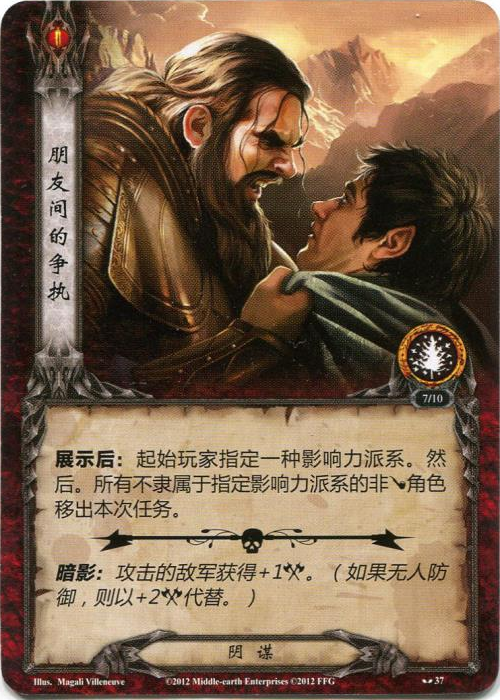 朋友间的争执
7/10
展示后：起始玩家指定一种影响力派系。然
后。所有不隶属于指定影响力派系的非角色
移出本次任务。
暗影：攻击的敌军获得+1。（如果无人防
御，则以+2代替。）
阴谋
Illus. Magali Villeneuve ©2012 Middle-earth Enterprises ©2012 FFG 37